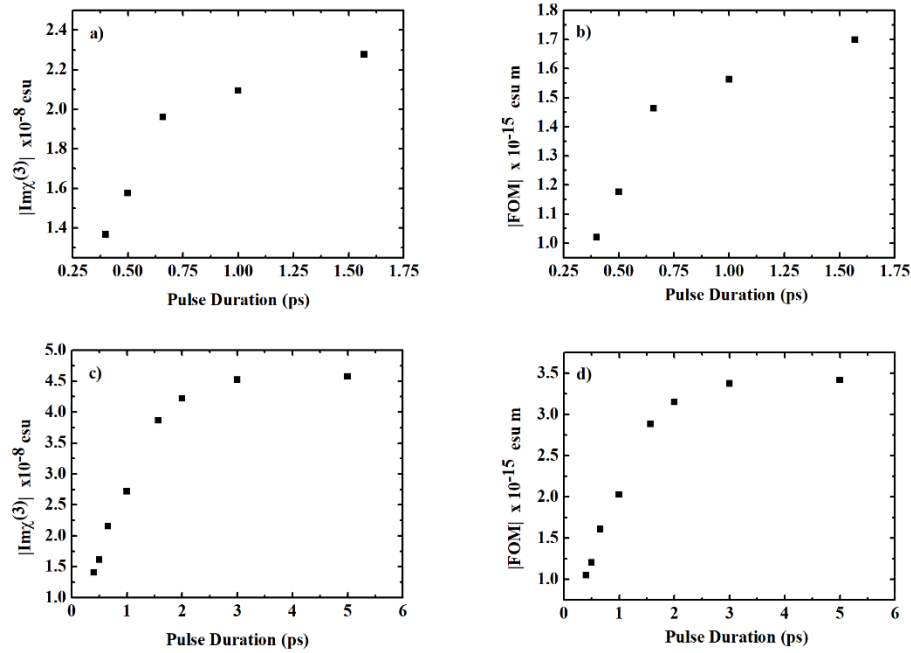 a)
|Imχ(3)| x10-8 esu
2.4
2.2
2.0
1.8
1.6
1.4
0.25 0.50 0.75 1.00 1.25 1.50 1.75
Pulse Duration (ps)
b)
|FOM| x 10-15 esu m
1.8
1.7
1.6
1.5
1.4
1.3
1.2
1.1
1.0
0.25 0.50 0.75 1.00 1.25 1.50 1.75
Pulse Duration (ps)
c)
|Imχ(3)| x10-8 esu
5.0
4.5
4.0
3.5
3.0
2.5
2.0
1.5
1.0
0 1 2 3 4 5 6
Pulse Duration (ps)
d)
|FOM| x 10-15 esu m
3.5
3.0
2.5
2.0
1.5
1.0
0 1 2 3 4 5 6
Pulse Duration (ps)